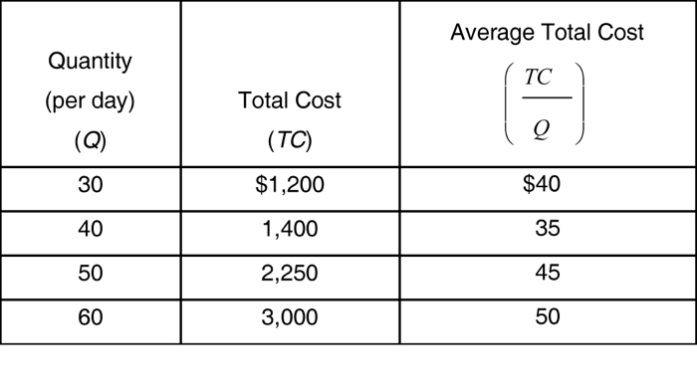 Quantity
(per day)
(Q)
Total Cost
(TC)
Average Total Cost
(TC
Q)
30 $1,200 $40
40 1,400 35
50 2,250 45
60 3,000 50